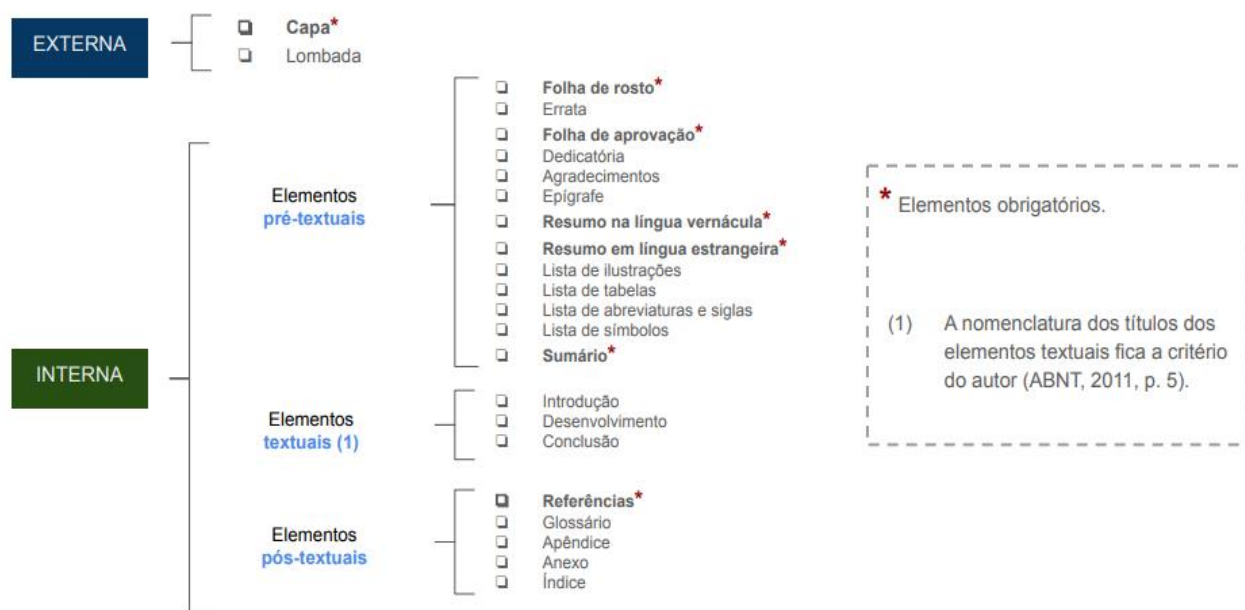 EXTERNA
Capa*
Lombada
INTERNA
Elementos
pré-textuais
Folha de rosto*
Errata
Folha de aprovação*
Dedicatória
Agradecimentos
Epígrafe
Resumo na língua vernácula*
Resumo em língua estrangeira*
Lista de ilustrações
Lista de tabelas
Lista de abreviaturas e siglas
Lista de símbolos
Sumário*
Elementos
textuais (1)
Introdução
Desenvolvimento
Conclusão
Elementos
pós-textuais
Referências*
Glossário
Apêndice
Anexo
Índice
* Elementos obrigatórios.
(1) A nomenclatura dos títulos dos
elementos textuais fica a critério
do autor (ABNT, 2011, p. 5).